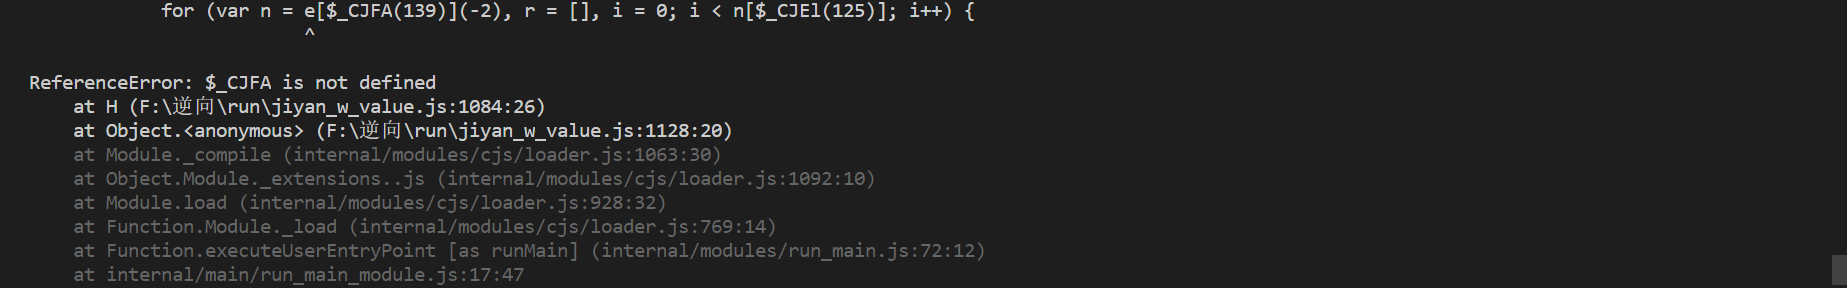 for (var n = e[$_CJFA(139)](-2), r = [], i = 0; i < n[$_CJEl(125)]; i++) {
^
ReferenceError: $_CJFA is not defined
at H (F:\逆向\run\jiyan_w_value.js:1084:26)
at Object.<anonymous> (F:\逆向\run\jiyan_w_value.js:1128:20)
at Module._compile (internal/modules/cjs/loader.js:1063:30)
at Object.Module._extensions..js (internal/modules/cjs/loader.js:1092:10)
at Module.load (internal/modules/cjs/loader.js:928:32)
at Function.Module._load (internal/modules/cjs/loader.js:769:14)
at Function.executeUserEntryPoint [as runMain] (internal/modules/run_main.js:72:12)
at internal/main/run_main_module.js:17:47